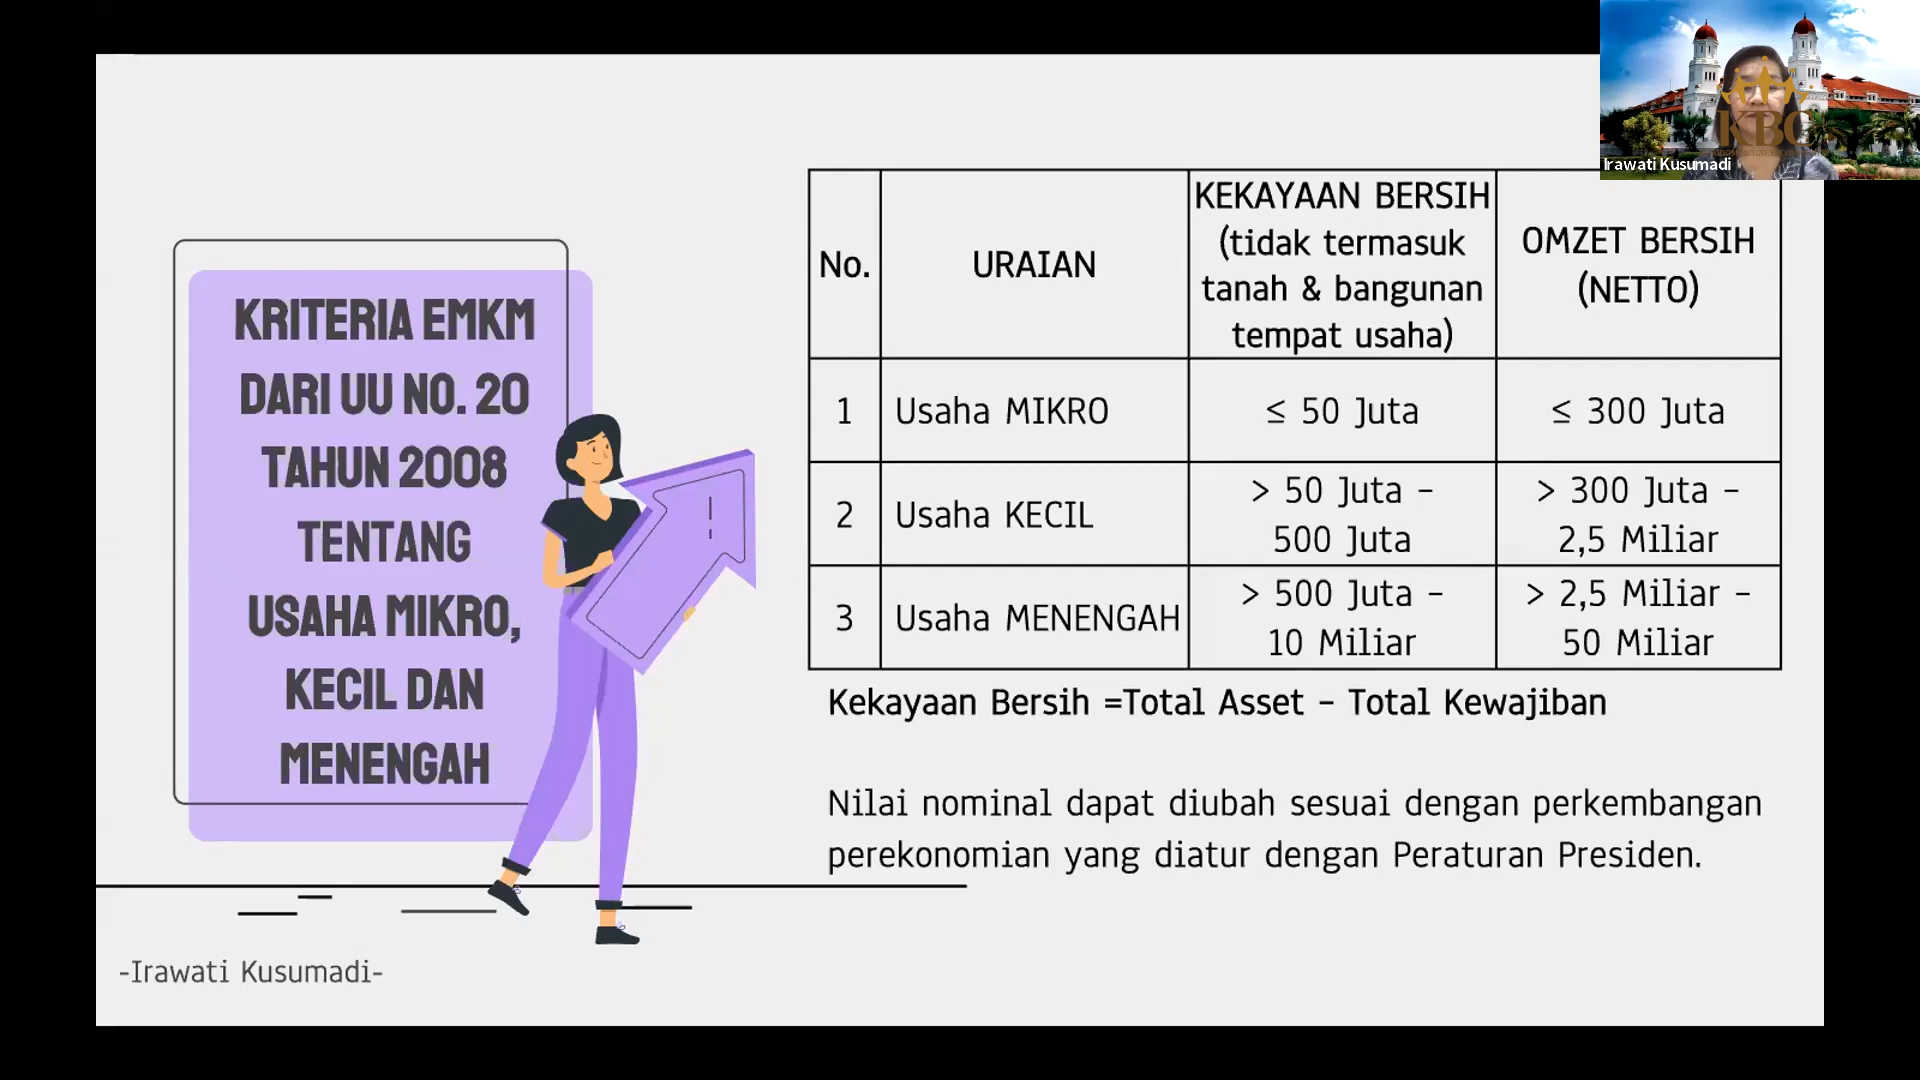 KRITERIA EMKM
DARI UU NO. 20
TAHUN 2008
TENTANG
USAHA MIKRO,
KECIL DAN
MENENGAH
No.
URAIAN
KEKAYAAN BERSIH
(tidak termasuk
tanah & bangunan
tempat usaha)
OMZET BERSIH
(NETTO)
1
Usaha MIKRO
≤ 50 Juta
≤ 300 Juta
2
Usaha KECIL
> 50 Juta –
500 Juta
> 300 Juta –
2,5 Miliar
3
Usaha MENENGAH
> 500 Juta –
10 Miliar
> 2,5 Miliar –
50 Miliar
Kekayaan Bersih =Total Asset – Total Kewajiban
Nilai nominal dapat diubah sesuai dengan perkembangan
perekonomian yang diatur dengan Peraturan Presiden.
-Irawati Kusumadi-
KBC
Irawati Kusumadi